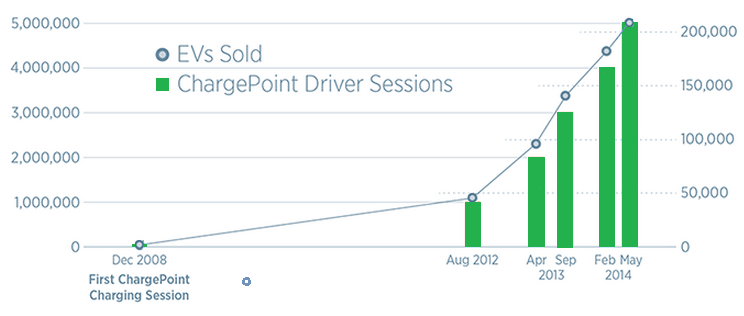 5,000,000
4,000,000
3,000,000
2,000,000
1,000,000
0
EVs Sold
ChargePoint Driver Sessions
200,000
150,000
100,000
50,000
0
Dec 2008
Aug 2012
Apr Sep
2013
Feb May
2014
First ChargePoint
Charging Session